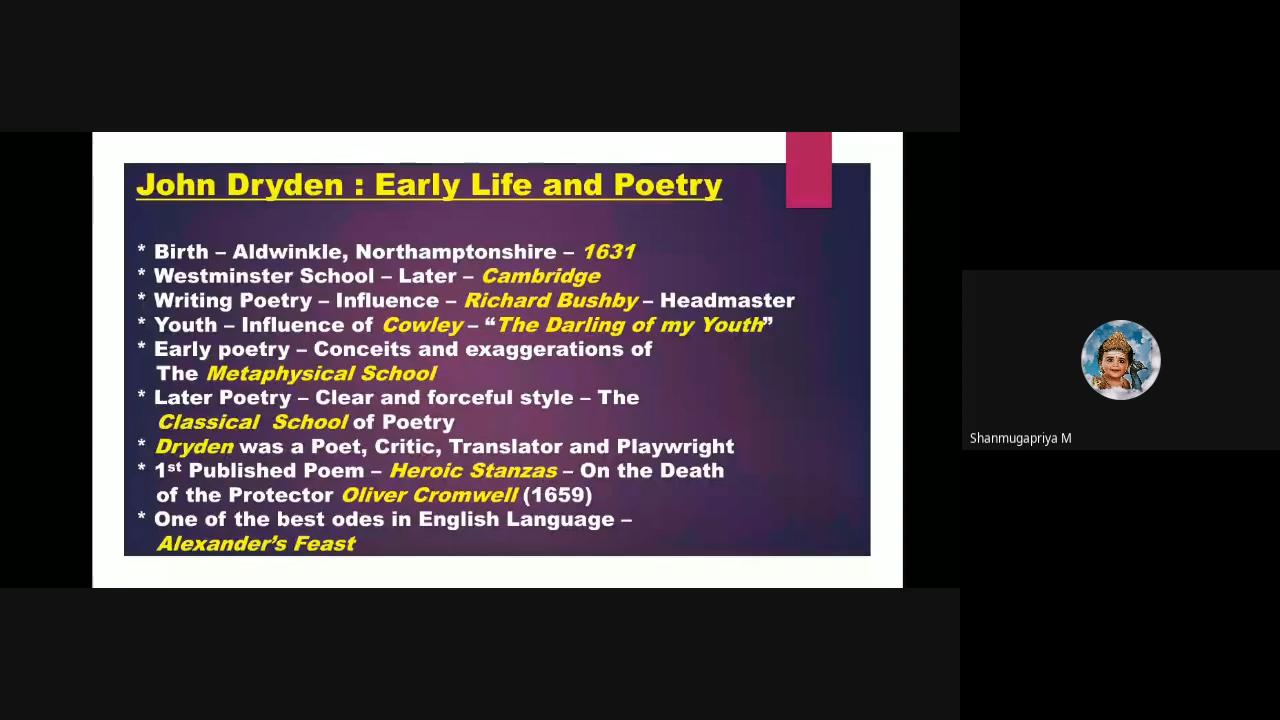 John Dryden : Early Life and Poetry
* Birth – Aldwinkle, Northamptonshire – 1631
* Westminster School – Later – Cambridge
* Writing Poetry – Influence – Richard Bushby – Headmaster
* Youth – Influence of Cowley – “The Darling of my Youth”
* Early poetry – Conceits and exaggerations of
The Metaphysical School
* Later Poetry – Clear and forceful style – The
Classical School of Poetry
* Dryden was a Poet, Critic, Translator and Playwright
* 1st Published Poem – Heroic Stanzas – On the Death
of the Protector Oliver Cromwell (1659)
* One of the best odes in English Language –
Alexander’s Feast
Shanmugapriya M